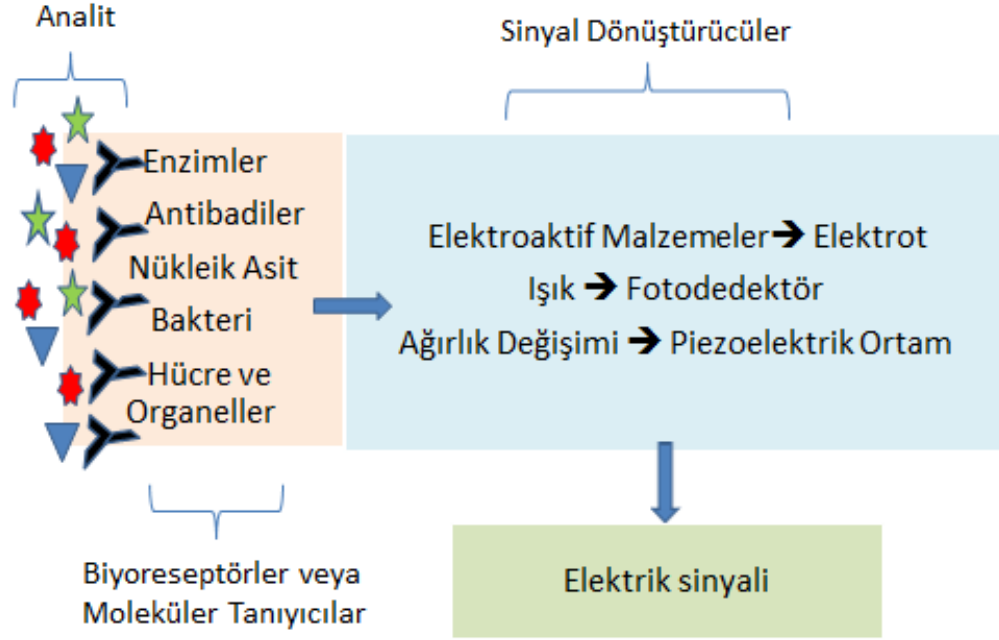 Analit
Sinyal Dönüştürücüler
Enzimler
Antibadiler
Nükleik Asit
Bakteri
Hücre ve
Organeller
Elektroaktif Malzemeler➔ Elektrot
Işık ➔ Fotodedektör
Ağırlık Değişimi ➔ Piezoelektrik Ortam
Biyoreseptörler veya
Moleküler Tanıyıcılar
Elektrik sinyali